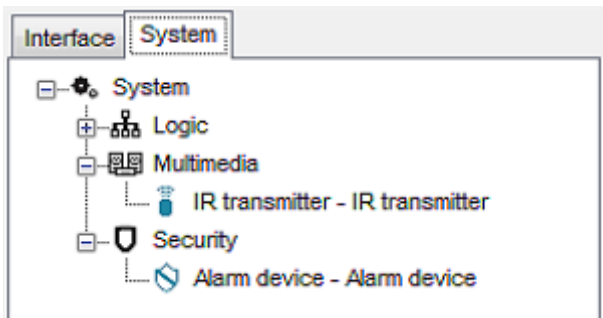 Interface System
System
Logic
Multimedia
IR transmitter - IR transmitter
Security
Alarm device - Alarm device